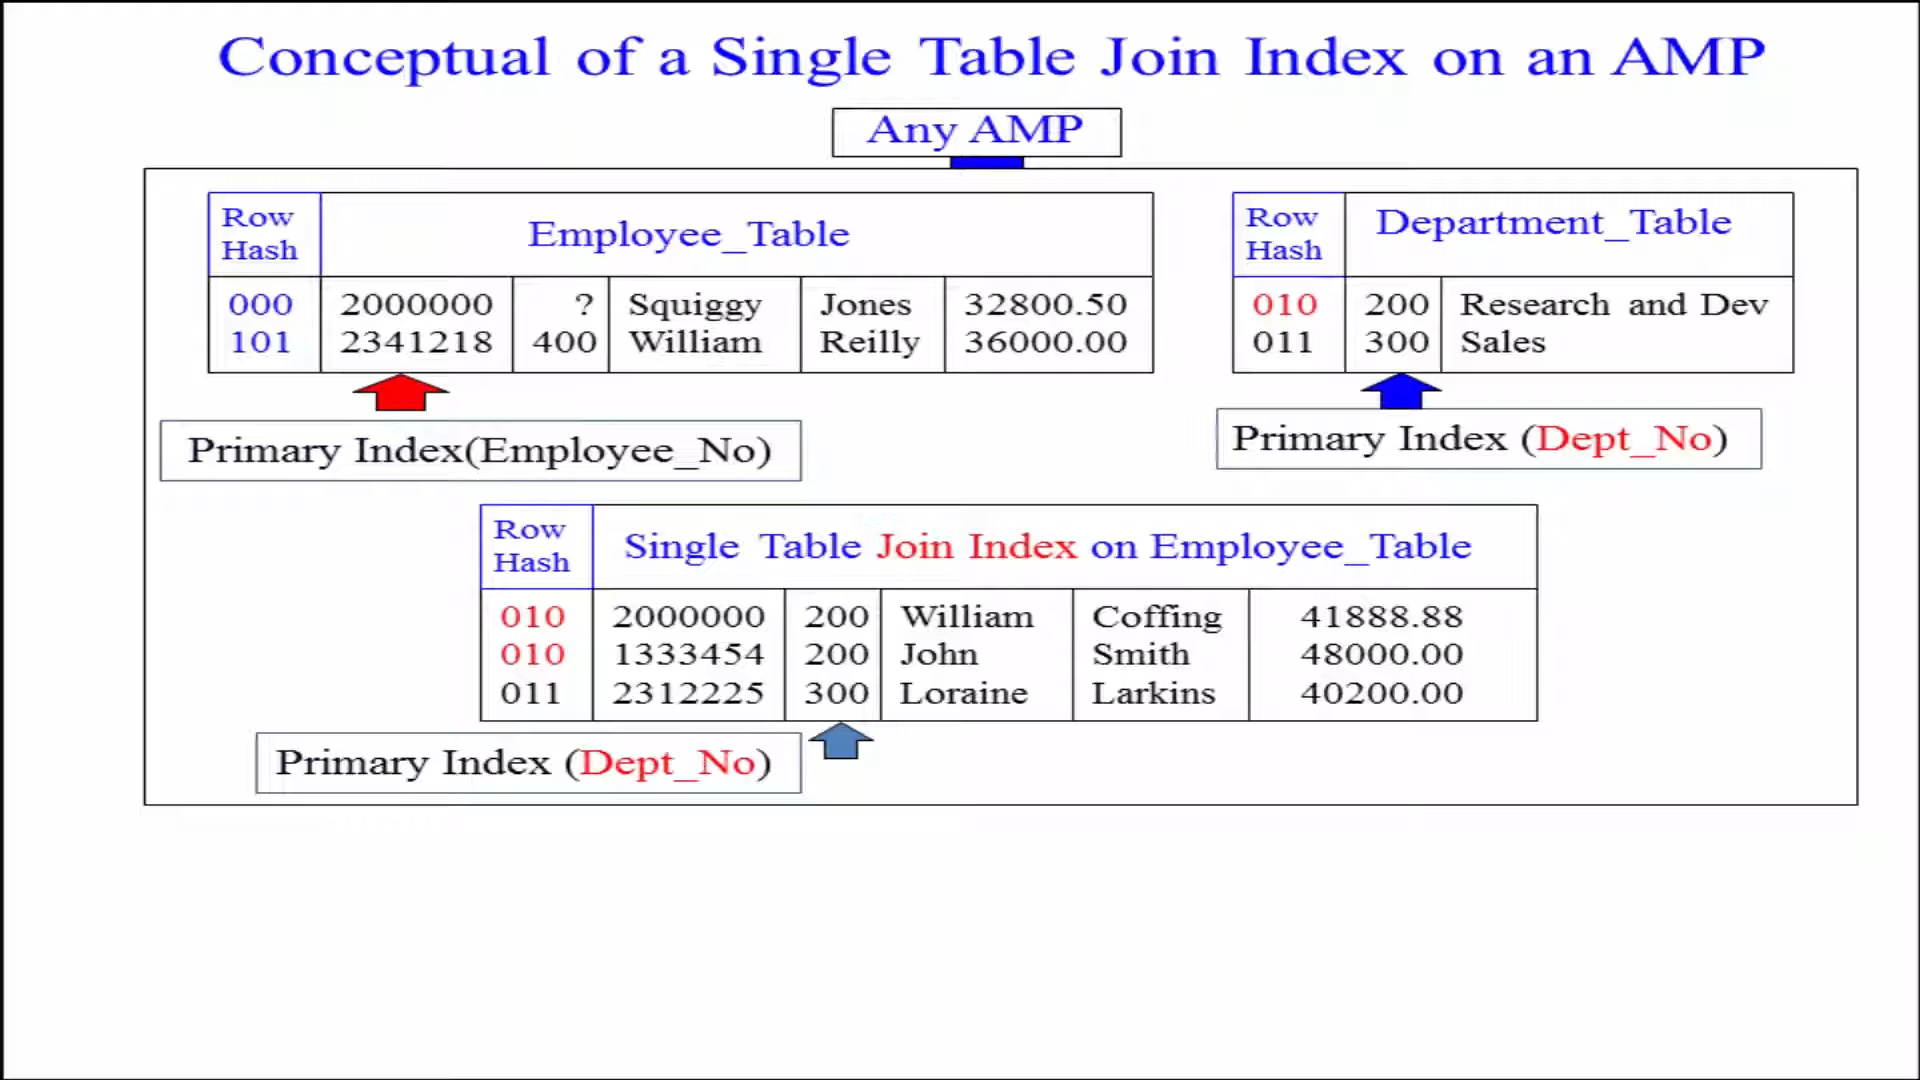 Conceptual of a Single Table Join Index on an AMP
Any AMP
Row Hash Employee_Table
000 2000000 ? Squiggy Jones 32800.50
101 2341218 400 William Reilly 36000.00
Primary Index(Employee_No)
Row Hash Department_Table
010 200 Research and Dev
011 300 Sales
Primary Index (Dept_No)
Row Hash Single Table Join Index on Employee_Table
010 2000000 200 William Coffing 41888.88
010 1333454 200 John Smith 48000.00
011 2312225 300 Loraine Larkins 40200.00
Primary Index (Dept_No)